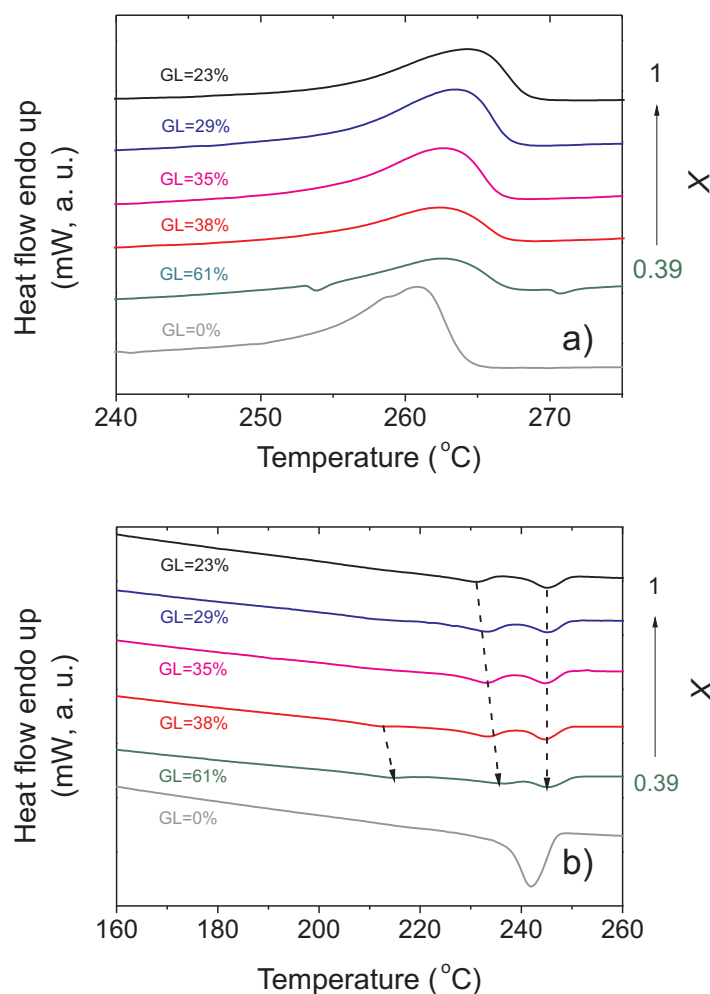 Heat flow endo up
(mW, a. u.)
GL=23%
GL=29%
GL=35%
GL=38%
GL=61%
GL=0%
a)
1
X
0.39
240 250 260 270
Temperature (°C)
Heat flow endo up
(mW, a. u.)
GL=23%
GL=29%
GL=35%
GL=38%
GL=61%
GL=0%
b)
1
X
0.39
160 180 200 220 240 260
Temperature (°C)